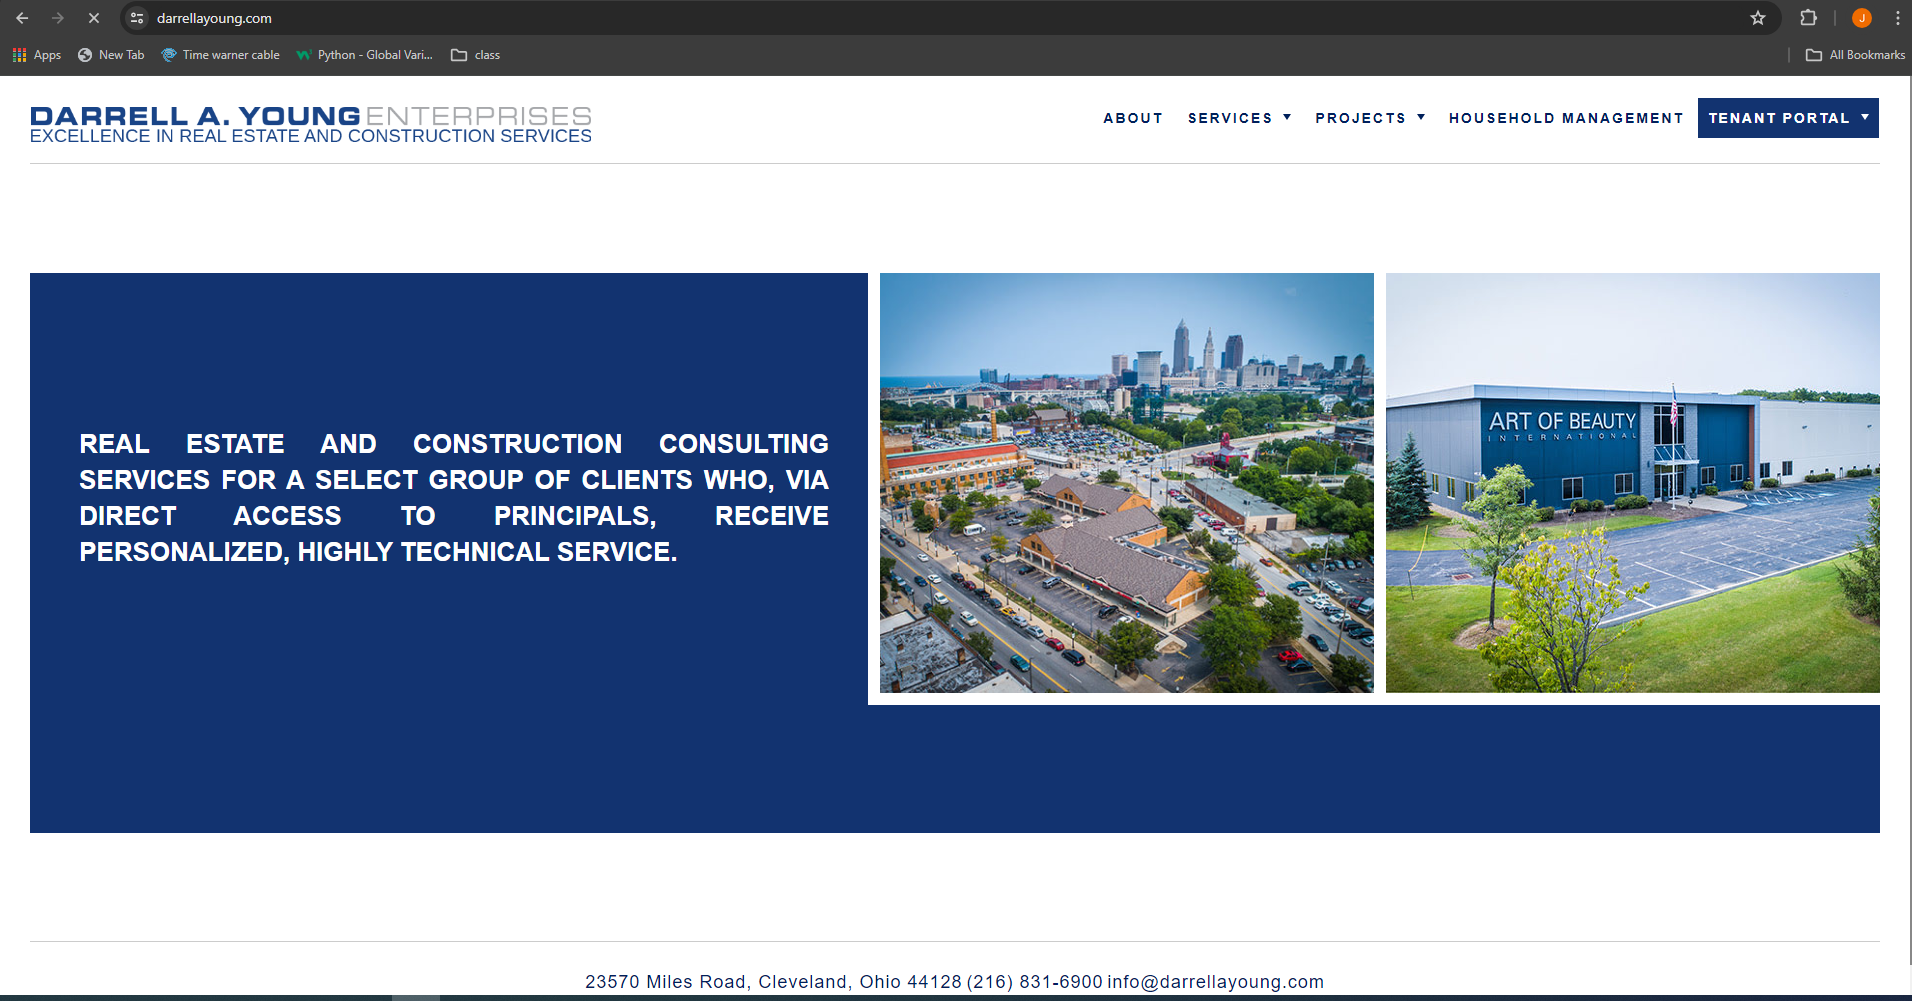 darrellayoung.com
J
Apps
New Tab
Time warner cable
Python - Global Vari...
class
All Bookmarks
DARRELL A. YOUNG ENTERPRISES
EXCELLENCE IN REAL ESTATE AND CONSTRUCTION SERVICES
ABOUT
SERVICES
PROJECTS
HOUSEHOLD MANAGEMENT
TENANT PORTAL
REAL ESTATE AND CONSTRUCTION CONSULTING
SERVICES FOR A SELECT GROUP OF CLIENTS WHO, VIA
DIRECT ACCESS TO PRINCIPALS, RECEIVE
PERSONALIZED, HIGHLY TECHNICAL SERVICE.
ART OF BEAUTY
INTERNATIONAL
23570 Miles Road, Cleveland, Ohio 44128 (216) 831-6900 info@darrellayoung.com